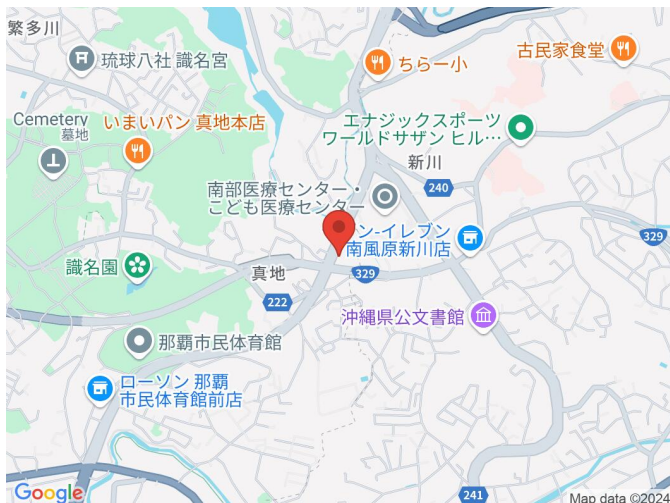 繁多川
琉球八社 識名宮
ちらー小
古民家食堂
Cemetery
墓地
いまいパン 真地本店
エナジックスポーツ
ワールドサザン ヒル…
新川
南部医療センター・
こども医療センター
240
ン-イレブン
南風原新川店
329
識名園
真地
329
222
沖縄県公文書館
那覇市民体育館
ローソン 那覇
市民体育館前店
241
Google
Map data ©2024